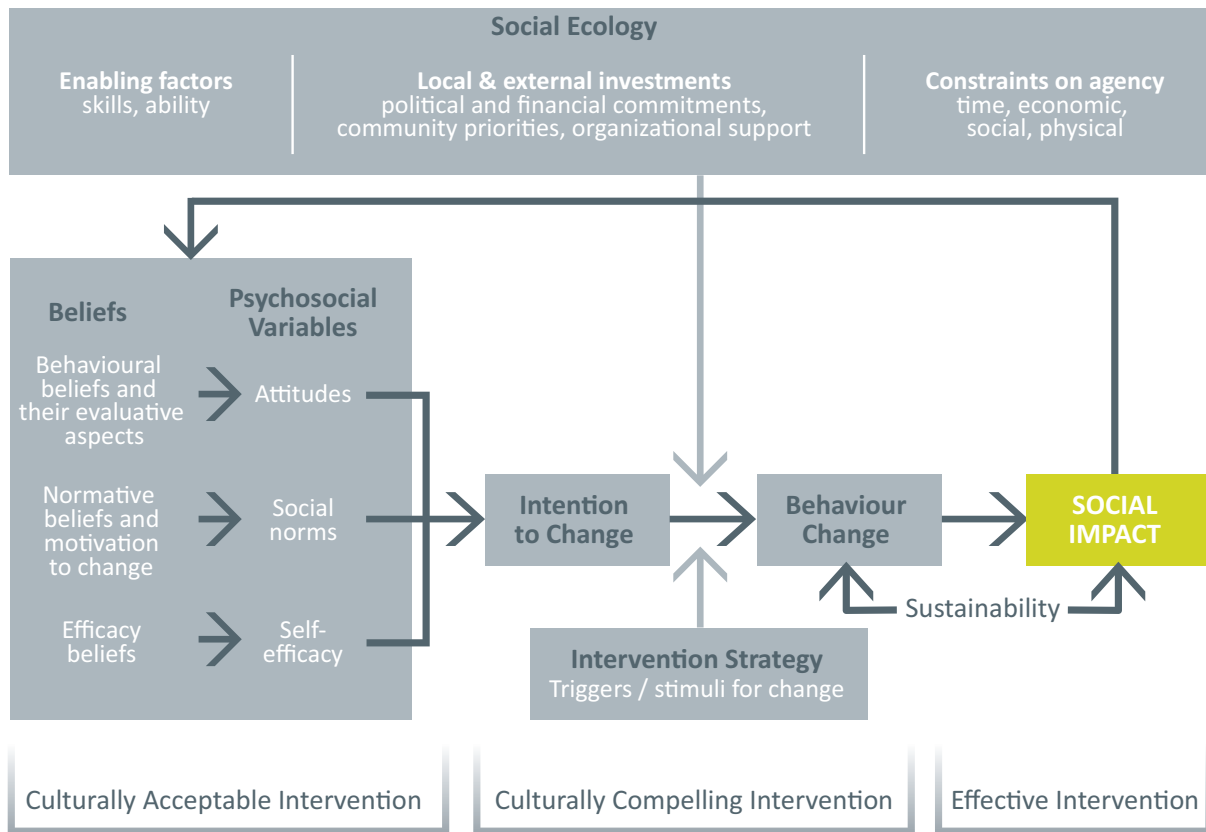 Social Ecology
Enabling factors
skills, ability
Local & external investments
political and financial commitments,
community priorities, organizational support
Constraints on agency
time, economic,
social, physical
Beliefs
Psychosocial
Variables
Behavioural
beliefs and
their evaluative
aspects
Attitudes
Normative
beliefs and
motivation
to change
Social
norms
Efficacy
beliefs
Self-
efficacy
Intention
to Change
Behaviour
Change
SOCIAL
IMPACT
Sustainability
Intervention Strategy
Triggers / stimuli for change
Culturally Acceptable Intervention
Culturally Compelling Intervention
Effective Intervention